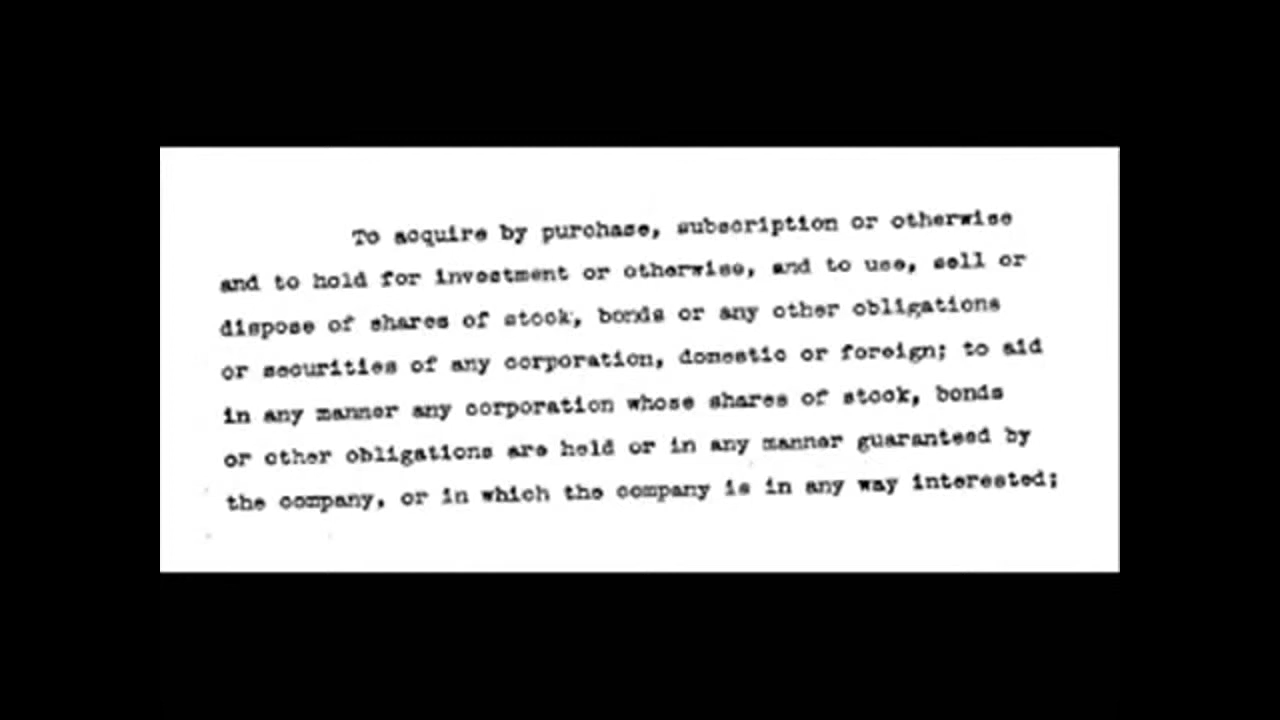 To acquire by purchase, subscription or otherwise
and to hold for investment or otherwise, and to use, sell or
dispose of shares of stock, bonds or any other obligations
or securities of any corporation, domestic or foreign; to aid
in any manner any corporation whose shares of stock, bonds
or other obligations are held or in any manner guaranteed by
the company, or in which the company is in any way interested;